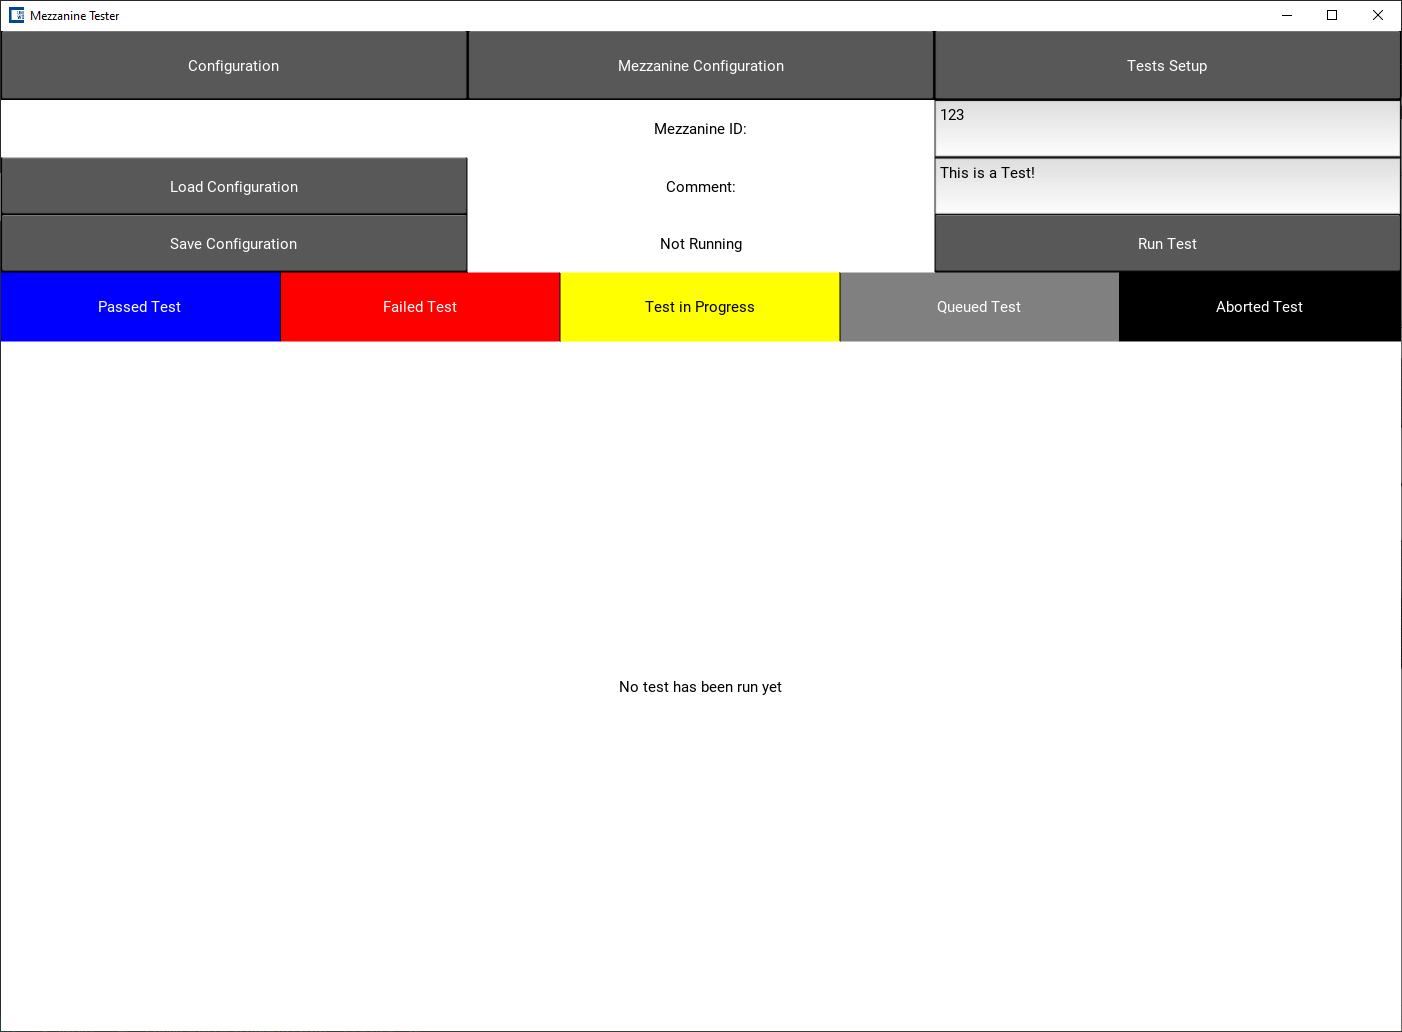 Mezzanine Tester
Configuration
Mezzanine Configuration
Tests Setup
Mezzanine ID:
123
Load Configuration
Comment:
This is a Test!
Save Configuration
Not Running
Run Test
Passed Test
Failed Test
Test in Progress
Queued Test
Aborted Test
No test has been run yet